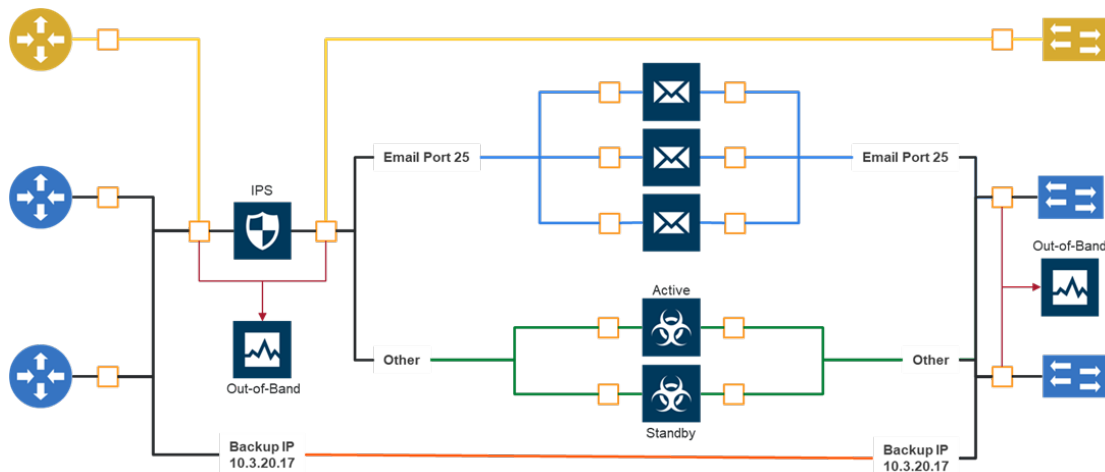 Email Port 25
Email Port 25
IPS
Out-of-Band
Active
Out-of-Band
Other
Other
Standby
Backup IP
10.3.20.17
Backup IP
10.3.20.17